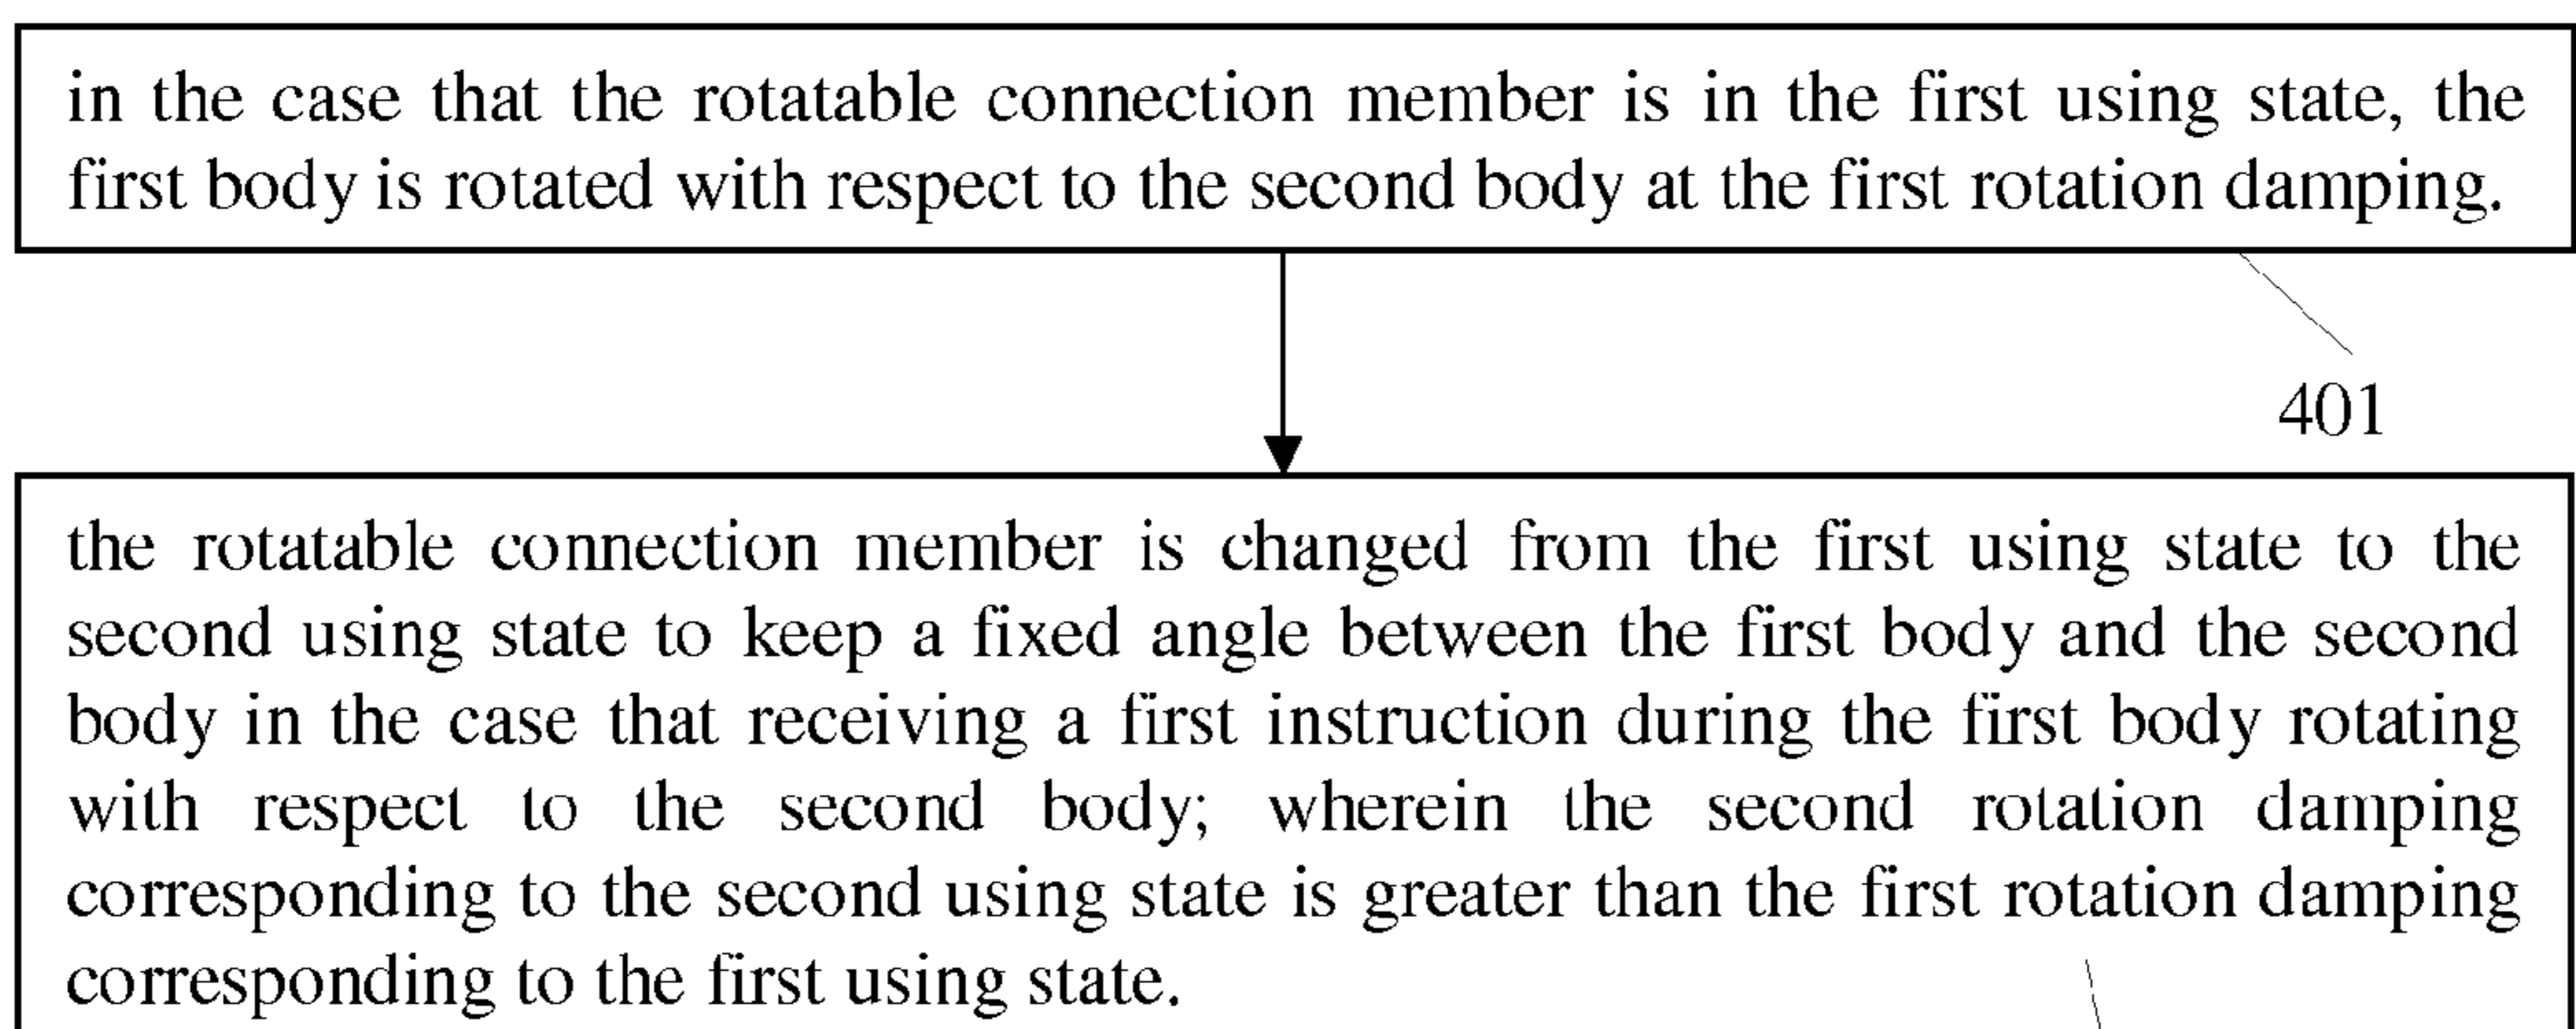 in the case that the rotatable connection member is in the first using state, the
first body is rotated with respect to the second body at the first rotation damping.
401
the rotatable connection member is changed from the first using state to the
second using state to keep a fixed angle between the first body and the second
body in the case that receiving a first instruction during the first body rotating
with respect to the second body; wherein the second rotation damping
corresponding to the second using state is greater than the first rotation damping
corresponding to the first using state.